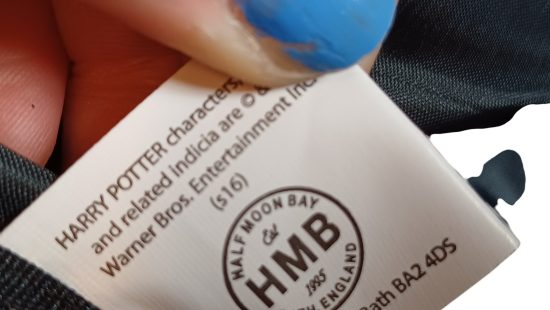 HARRY POTTER characters,
and related indicia are © &
Warner Bros. Entertainment Inc.
(s16)
HALF MOON BAY
Est
HMB
1995
ENGLAND
Bath BA2 4DS